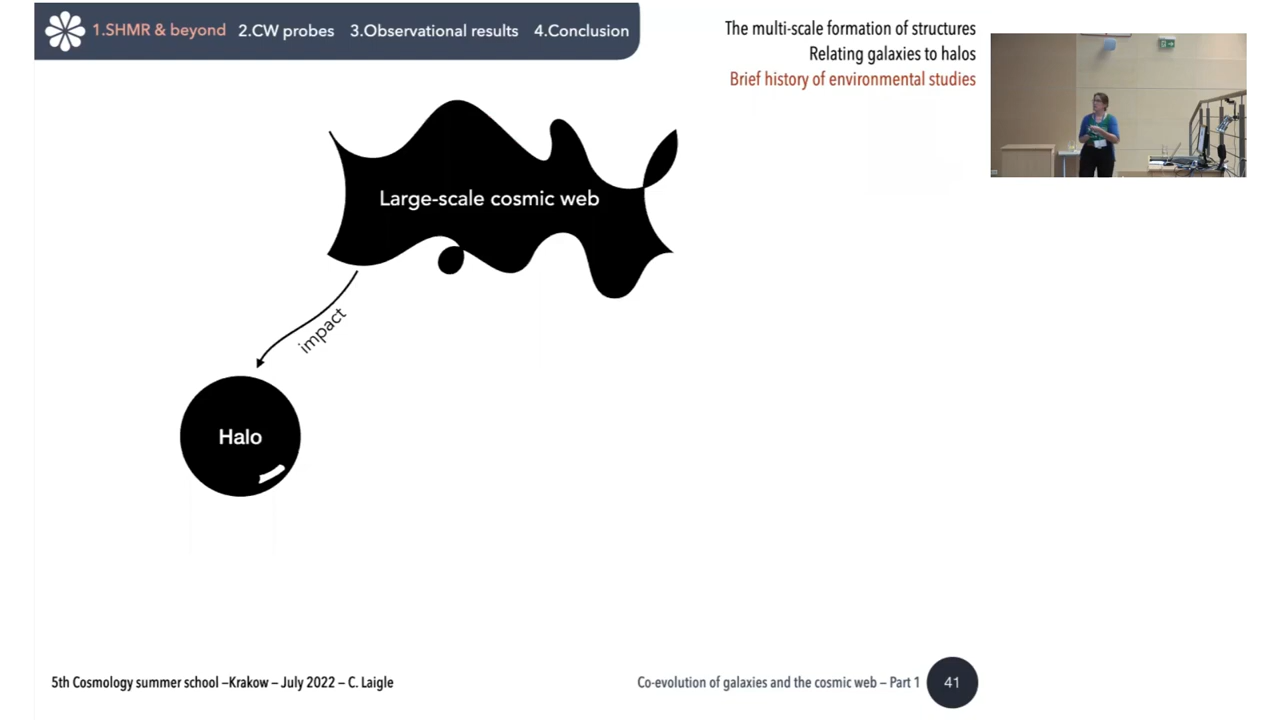 1.SHMR & beyond 2.CW probes 3.Observational results 4.Conclusion
The multi-scale formation of structures
Relating galaxies to halos
Brief history of environmental studies
Large-scale cosmic web
impact
Halo
5th Cosmology summer school –Krakow – July 2022 – C. Laigle
Co-evolution of galaxies and the cosmic web – Part 1 41